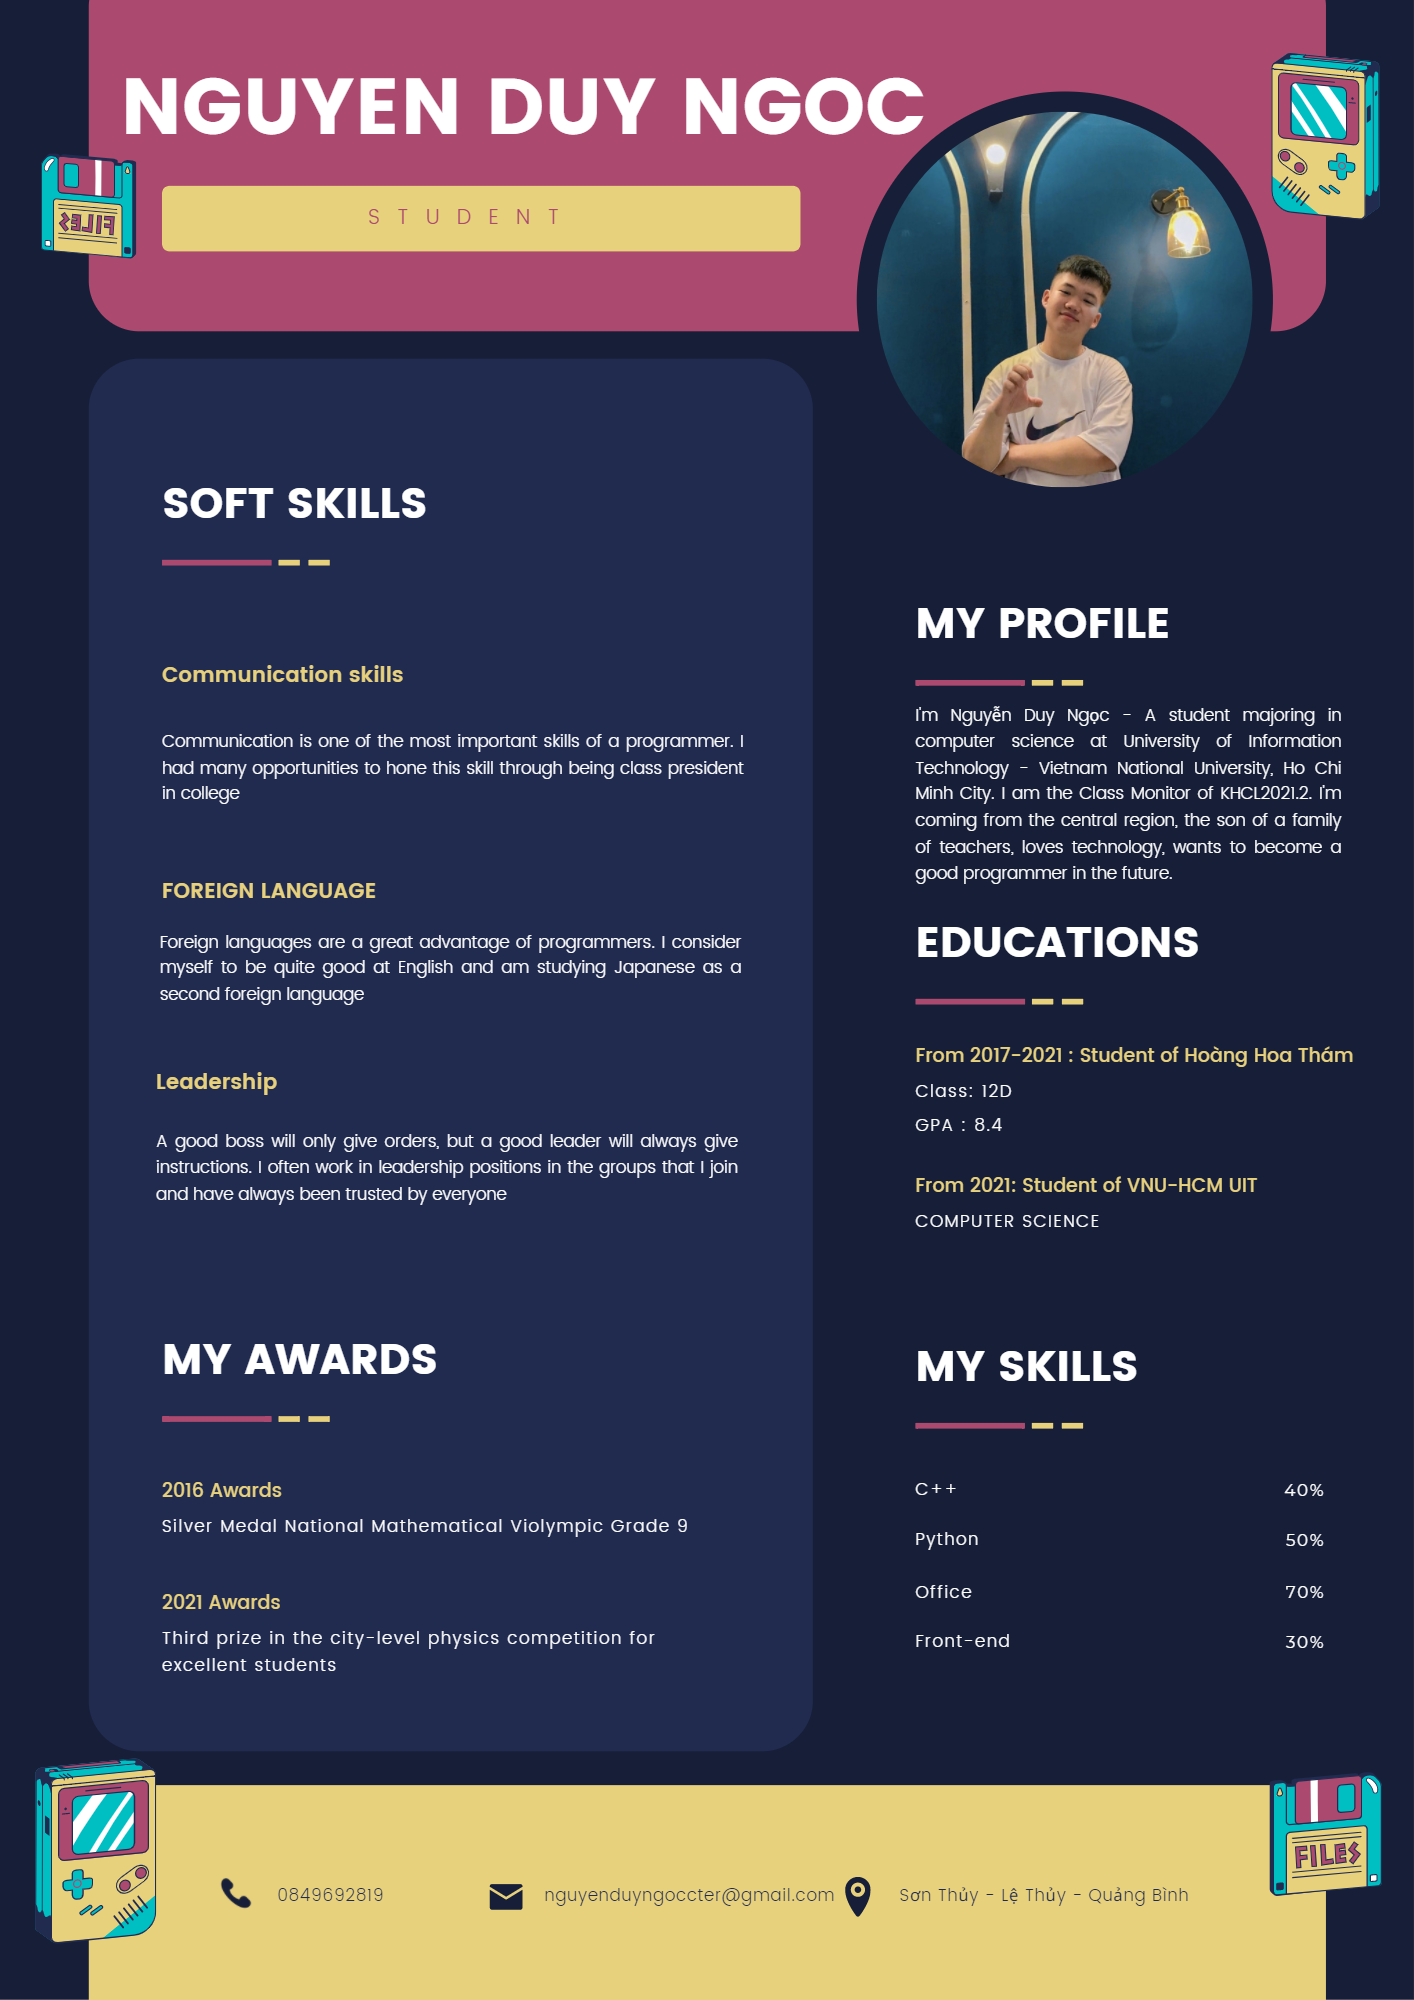 NGUYEN DUY NGOC
STUDENT
FILES
SOFT SKILLS
Communication skills
Communication is one of the most important skills of a programmer. I
had many opportunities to hone this skill through being class president
in college
FOREIGN LANGUAGE
Foreign languages are a great advantage of programmers. I consider
myself to be quite good at English and am studying Japanese as a
second foreign language
Leadership
A good boss will only give orders, but a good leader will always give
instructions. I often work in leadership positions in the groups that I join
and have always been trusted by everyone
MY AWARDS
2016 Awards
Silver Medal National Mathematical Violympic Grade 9
2021 Awards
Third prize in the city-level physics competition for
excellent students
MY PROFILE
I'm Nguyễn Duy Ngọc - A student majoring in
computer science at University of Information
Technology - Vietnam National University, Ho Chi
Minh City. I am the Class Monitor of KHCL2021.2. I'm
coming from the central region, the son of a family
of teachers, loves technology, wants to become a
good programmer in the future.
EDUCATIONS
From 2017-2021 : Student of Hoàng Hoa Thám
Class: 12D
GPA : 8.4
From 2021: Student of VNU-HCM UIT
COMPUTER SCIENCE
MY SKILLS
C++ 40%
Python 50%
Office 70%
Front-end 30%
0849692819
nguyenduyngoccter@gmail.com
Sơn Thủy - Lệ Thủy - Quảng Bình
FILES